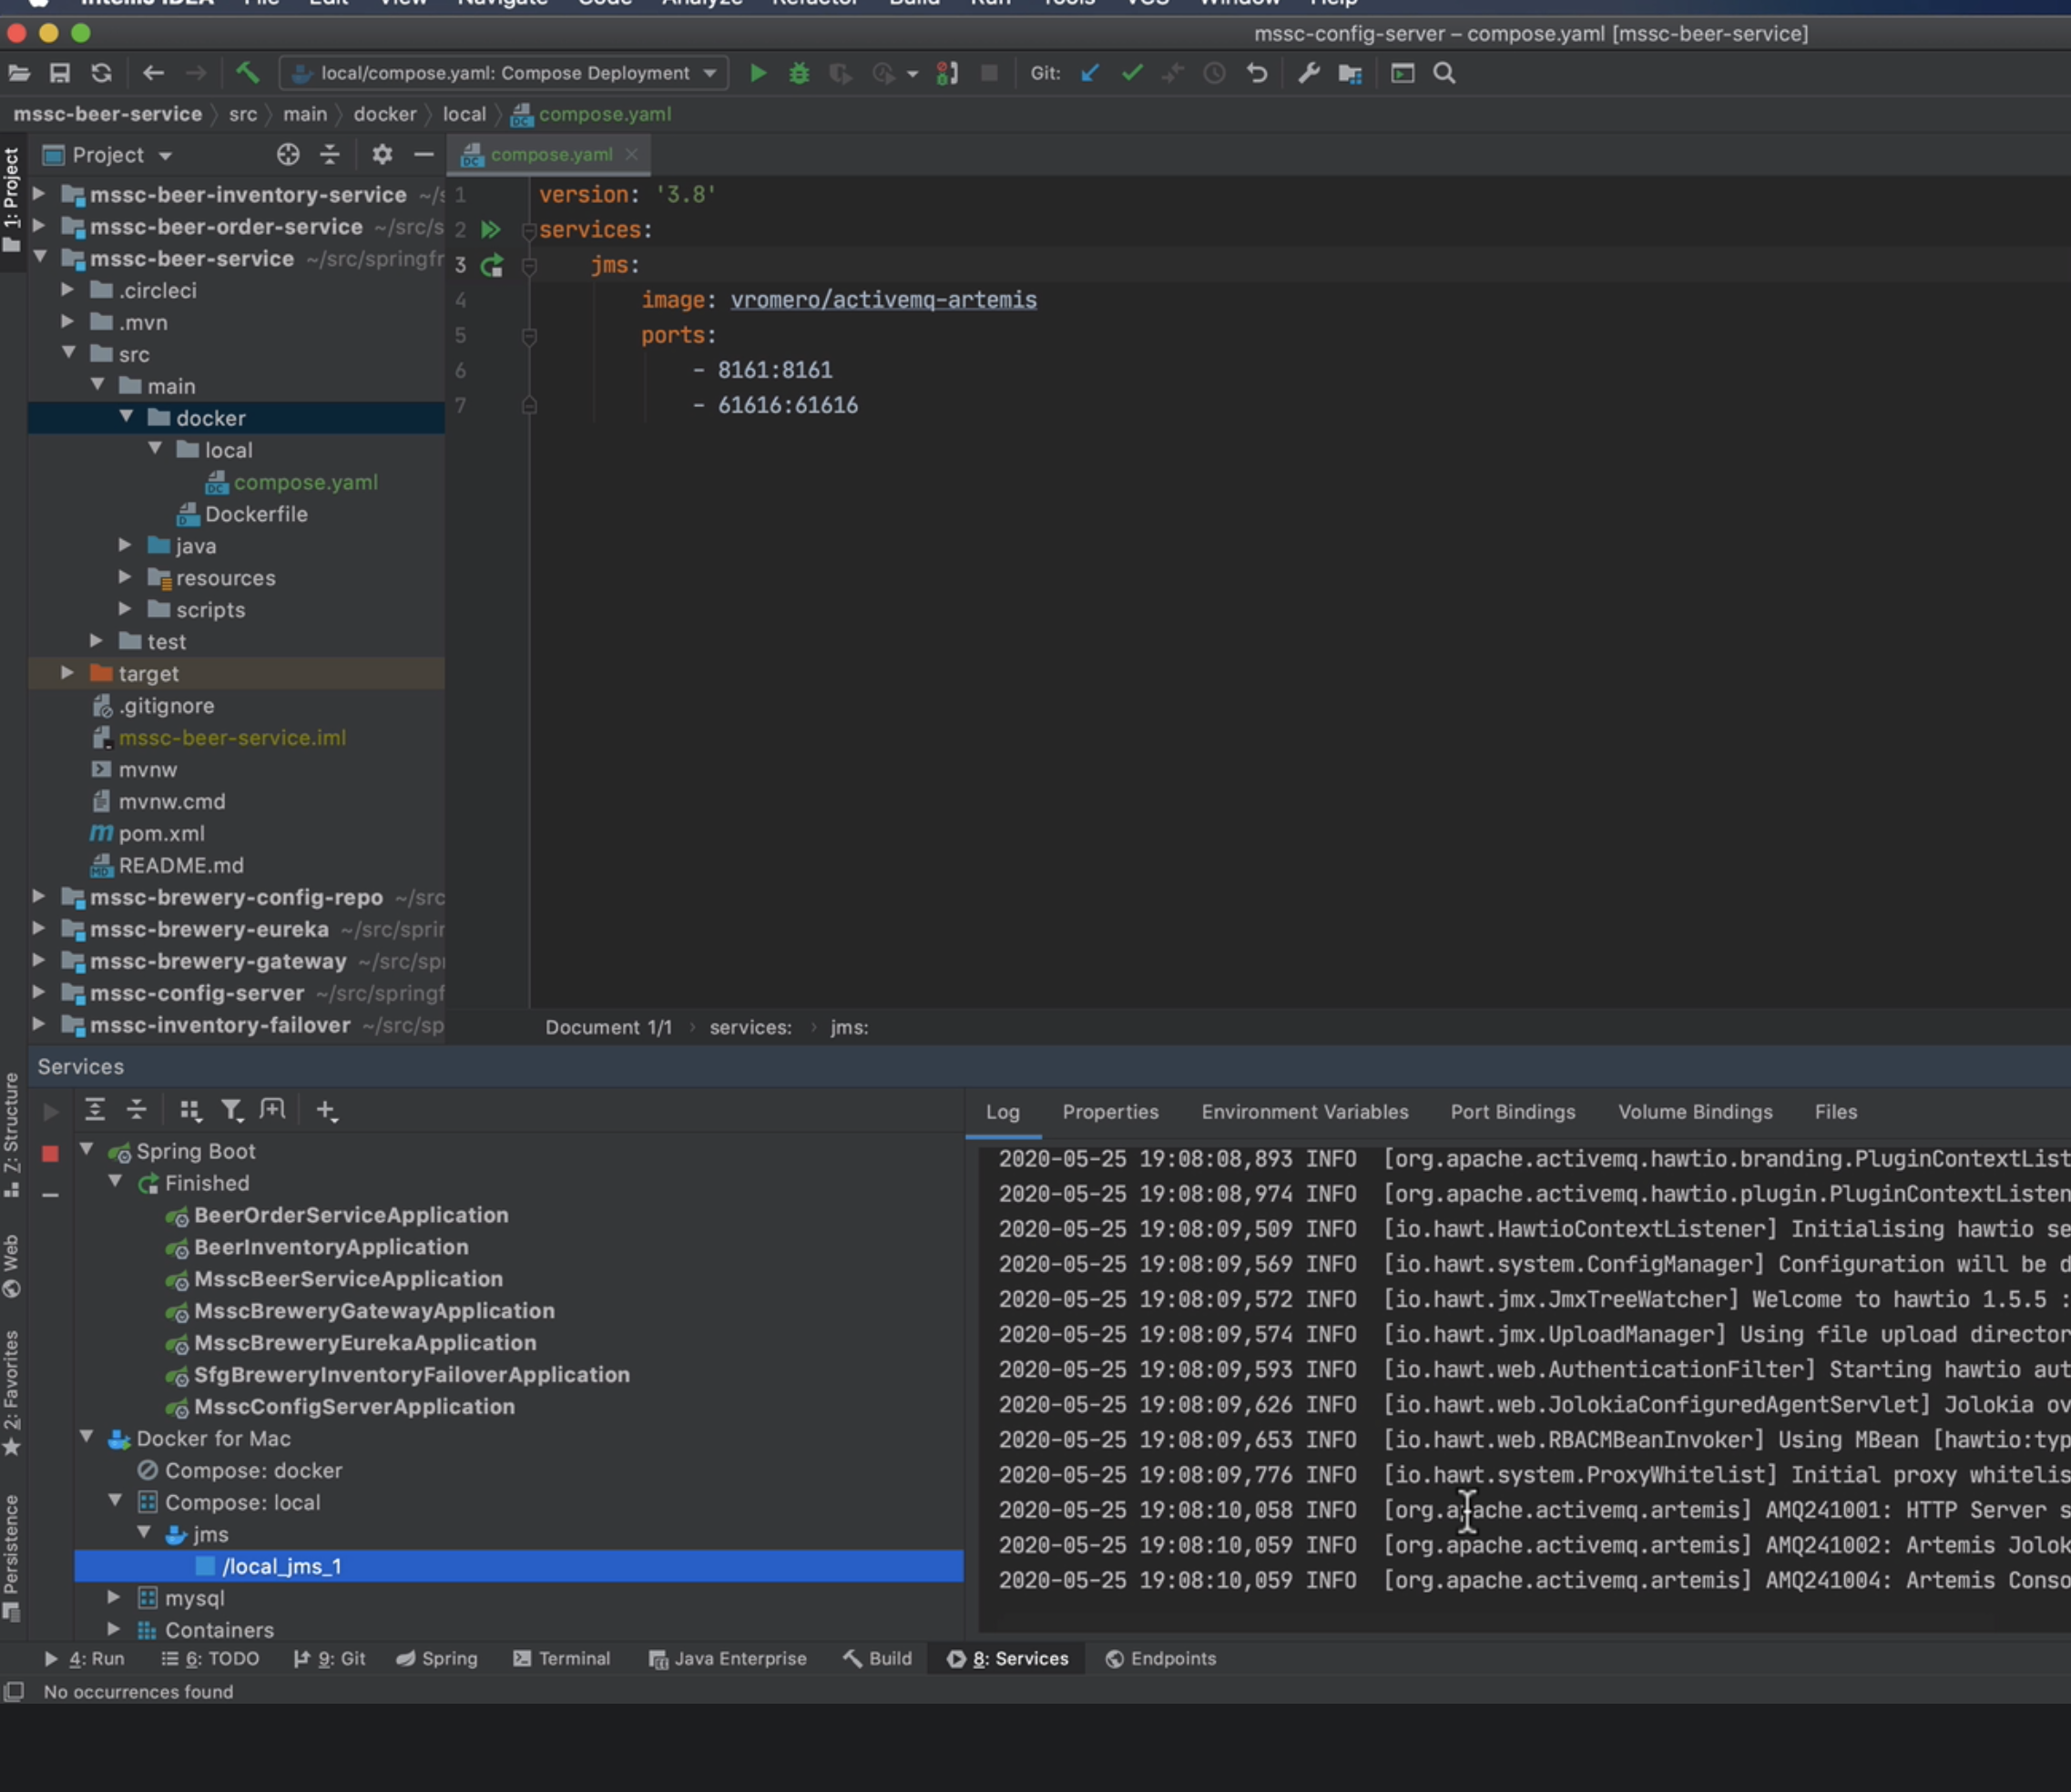 IntelliJ IDEA File Edit View Navigate Code Analyze Refactor Build Run Tools VCS Window Help
mssc-config-server – compose.yaml [mssc-beer-service]
local/compose.yaml: Compose Deployment
Git:
mssc-beer-service src main docker local compose.yaml
Project
compose.yaml
1: Project
mssc-beer-inventory-service ~/s
mssc-beer-order-service ~/src/s
mssc-beer-service ~/src/springfr
.circleci
.mvn
src
main
docker
local
compose.yaml
Dockerfile
java
resources
scripts
test
target
.gitignore
mssc-beer-service.iml
mvnw
mvnw.cmd
pom.xml
README.md
mssc-brewery-config-repo ~/src
mssc-brewery-eureka ~/src/sprin
mssc-brewery-gateway ~/src/spr
mssc-config-server ~/src/springf
mssc-inventory-failover ~/src/sp
1 version: '3.8'
2 services:
3 jms:
4 image: vromero/activemq-artemis
5 ports:
6 - 8161:8161
7 - 61616:61616
Document 1/1 services: jms:
Services
Z: Structure
Web
2: Favorites
Persistence
Spring Boot
Finished
BeerOrderServiceApplication
BeerInventoryApplication
MsscBeerServiceApplication
MsscBreweryGatewayApplication
MsscBreweryEurekaApplication
SfgBreweryInventoryFailoverApplication
MsscConfigServerApplication
Docker for Mac
Compose: docker
Compose: local
jms
/local_jms_1
mysql
Containers
Log Properties Environment Variables Port Bindings Volume Bindings Files
2020-05-25 19:08:08,893 INFO [org.apache.activemq.hawtio.branding.PluginContextList
2020-05-25 19:08:08,974 INFO [org.apache.activemq.hawtio.plugin.PluginContextListen
2020-05-25 19:08:09,509 INFO [io.hawt.HawtioContextListener] Initialising hawtio se
2020-05-25 19:08:09,569 INFO [io.hawt.system.ConfigManager] Configuration will be d
2020-05-25 19:08:09,572 INFO [io.hawt.jmx.JmxTreeWatcher] Welcome to hawtio 1.5.5 :
2020-05-25 19:08:09,574 INFO [io.hawt.jmx.UploadManager] Using file upload director
2020-05-25 19:08:09,593 INFO [io.hawt.web.AuthenticationFilter] Starting hawtio aut
2020-05-25 19:08:09,626 INFO [io.hawt.web.JolokiaConfiguredAgentServlet] Jolokia ov
2020-05-25 19:08:09,653 INFO [io.hawt.web.RBACMBeanInvoker] Using MBean [hawtio:typ
2020-05-25 19:08:09,776 INFO [io.hawt.system.ProxyWhitelist] Initial proxy whitelis
2020-05-25 19:08:10,058 INFO [org.apache.activemq.artemis] AMQ241001: HTTP Server s
2020-05-25 19:08:10,059 INFO [org.apache.activemq.artemis] AMQ241002: Artemis Jolok
2020-05-25 19:08:10,059 INFO [org.apache.activemq.artemis] AMQ241004: Artemis Conso
4: Run 6: TODO 9: Git Spring Terminal Java Enterprise Build 8: Services Endpoints
No occurrences found